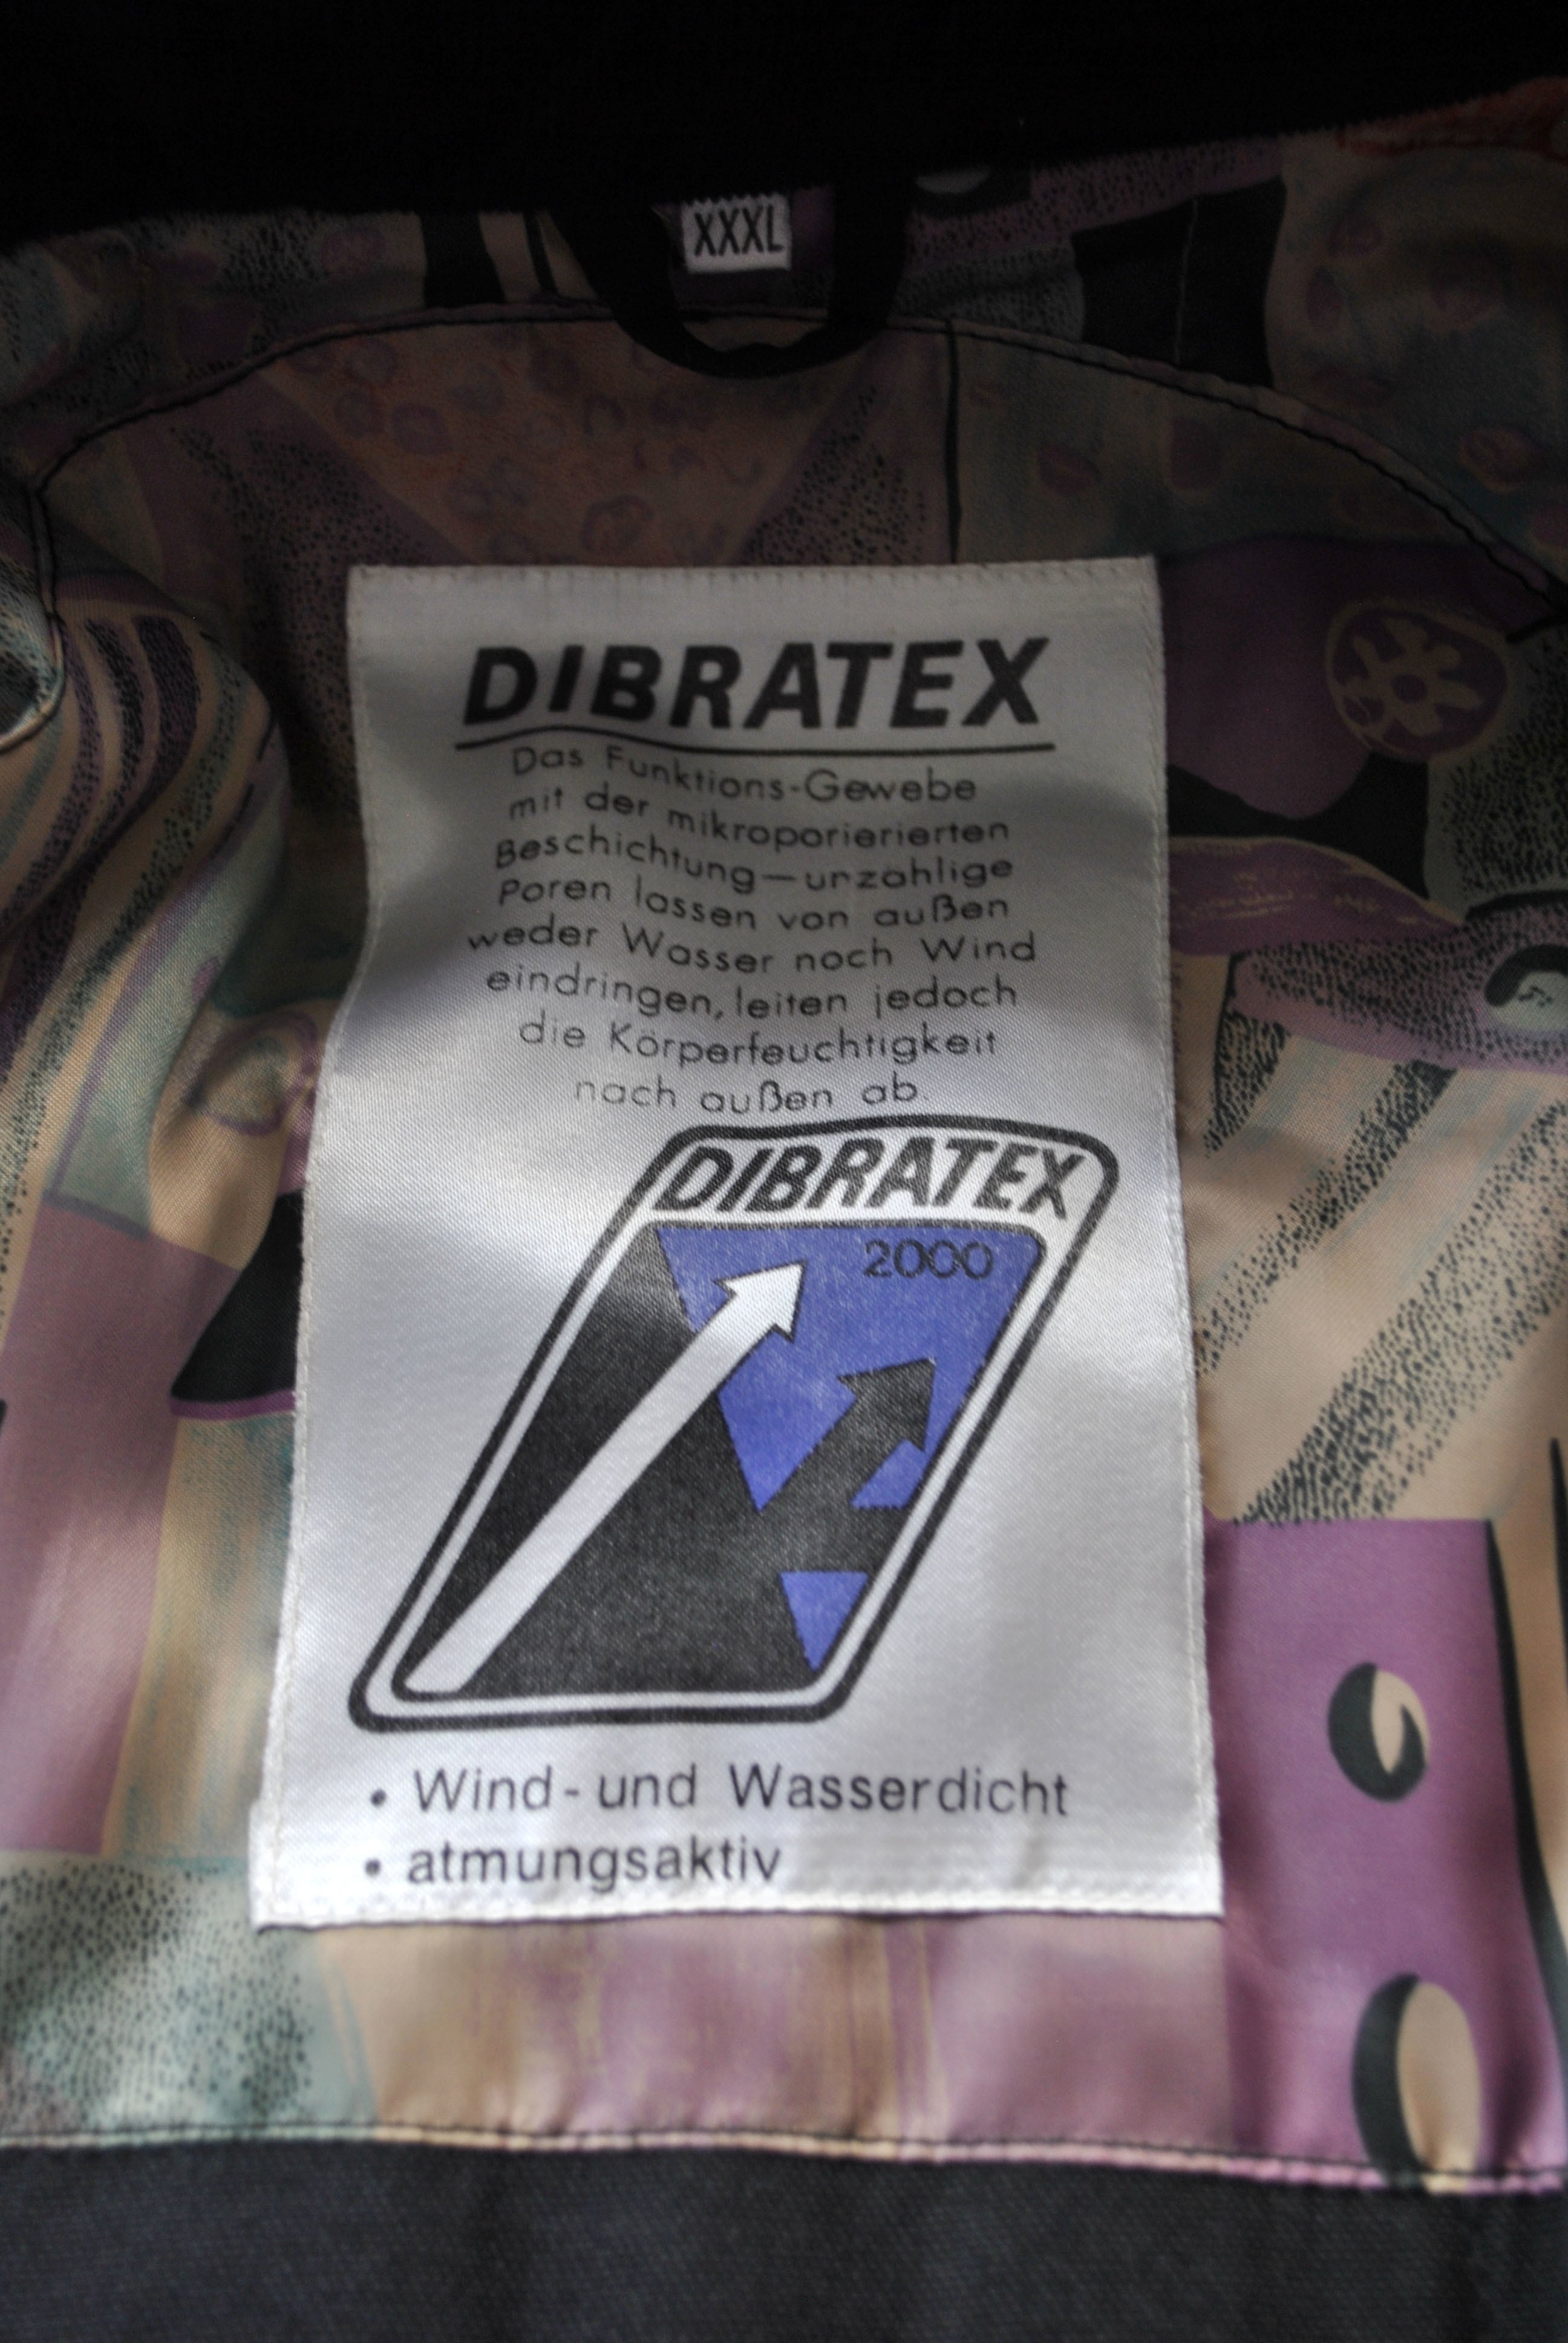 XXXL
DIBRATEX
Das Funktions-Gewebe
mit der mikroporierierten
Beschichtung—unzählige
Poren lassen von außen
weder Wasser noch Wind
eindringen, leiten jedoch
die Körperfeuchtigkeit
nach außen ab.
DIBRATEX
2000
• Wind- und Wasserdicht
• atmungsaktiv